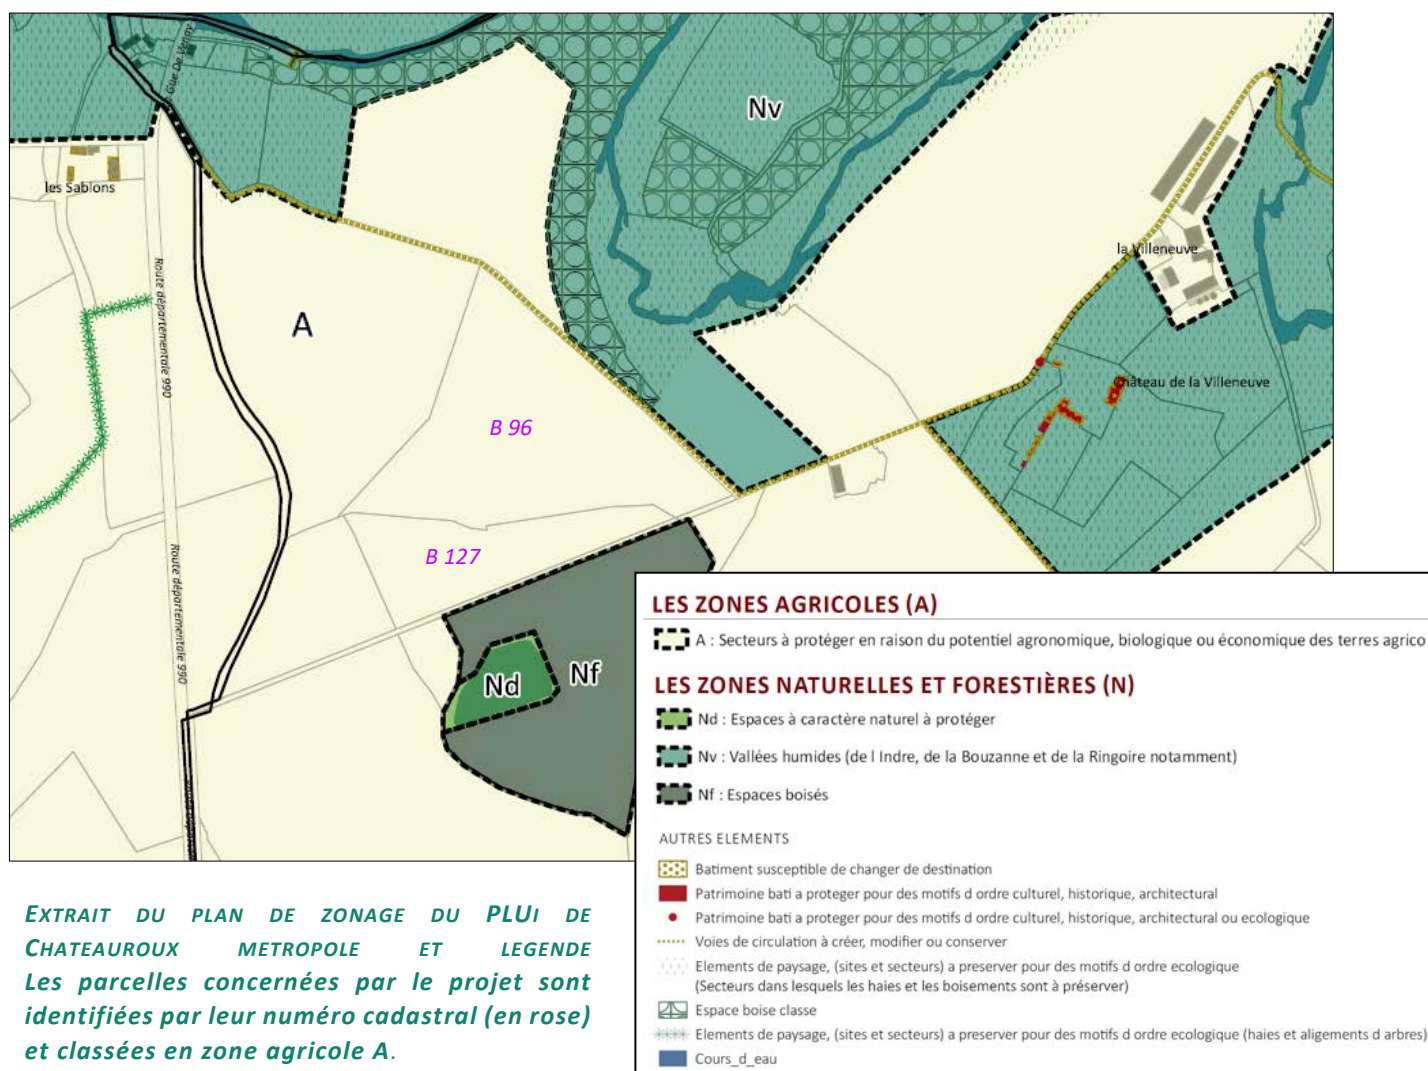 Gué De Venay
Nv
les Sablons
la Villeneuve
A
Route départementale 990
Château de la Villeneuve
B 96
B 127
Route départementale 990
Nd
Nf
LES ZONES AGRICOLES (A)
A : Secteurs à protéger en raison du potentiel agronomique, biologique ou économique des terres agrico
LES ZONES NATURELLES ET FORESTIÈRES (N)
Nd : Espaces à caractère naturel à protéger
Nv : Vallées humides (de l Indre, de la Bouzanne et de la Ringoire notamment)
Nf : Espaces boisés
AUTRES ELEMENTS
Batiment susceptible de changer de destination
Patrimoine bati a proteger pour des motifs d ordre culturel, historique, architectural
Patrimoine bati a proteger pour des motifs d ordre culturel, historique, architectural ou ecologique
Voies de circulation à créer, modifier ou conserver
Elements de paysage, (sites et secteurs) a preserver pour des motifs d ordre ecologique
(Secteurs dans lesquels les haies et les boisements sont à préserver)
Espace boise classe
Elements de paysage, (sites et secteurs) a preserver pour des motifs d ordre ecologique (haies et aligements d arbres)
Cours_d_eau
EXTRAIT DU PLAN DE ZONAGE DU PLUI DE
CHATEAUROUX METROPOLE ET LEGENDE
Les parcelles concernées par le projet sont
identifiées par leur numéro cadastral (en rose)
et classées en zone agricole A.